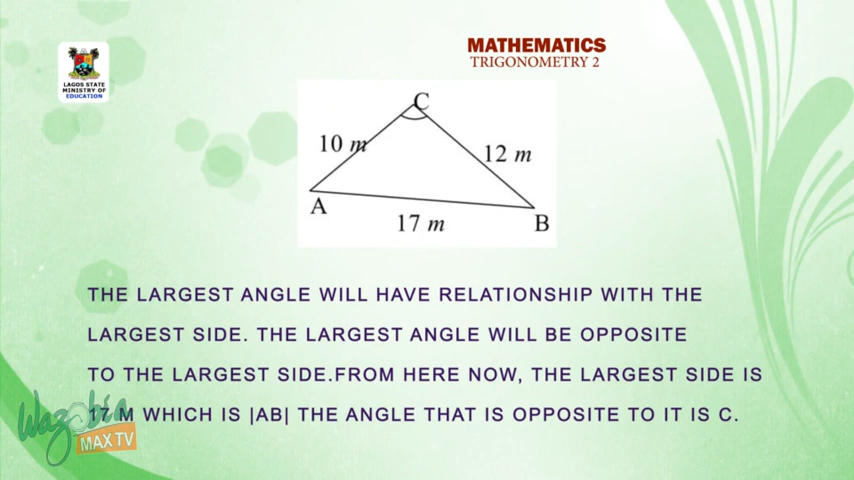 LAGOS STATE
MINISTRY OF
EDUCATION
MATHEMATICS
TRIGONOMETRY 2
C
10 m
12 m
A
17 m
B
THE LARGEST ANGLE WILL HAVE RELATIONSHIP WITH THE
LARGEST SIDE. THE LARGEST ANGLE WILL BE OPPOSITE
TO THE LARGEST SIDE.FROM HERE NOW, THE LARGEST SIDE IS
17 M WHICH IS |AB| THE ANGLE THAT IS OPPOSITE TO IT IS C.
Wazobia
MAX TV